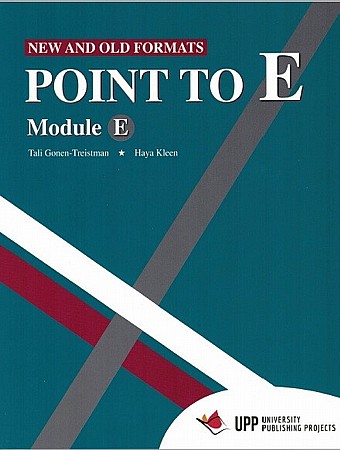 NEW AND OLD FORMATS
POINT TO E
Module E
Tali Gonen-Treistman ★ Haya Kleen
UPP UNIVERSITY
PUBLISHING PROJECTS